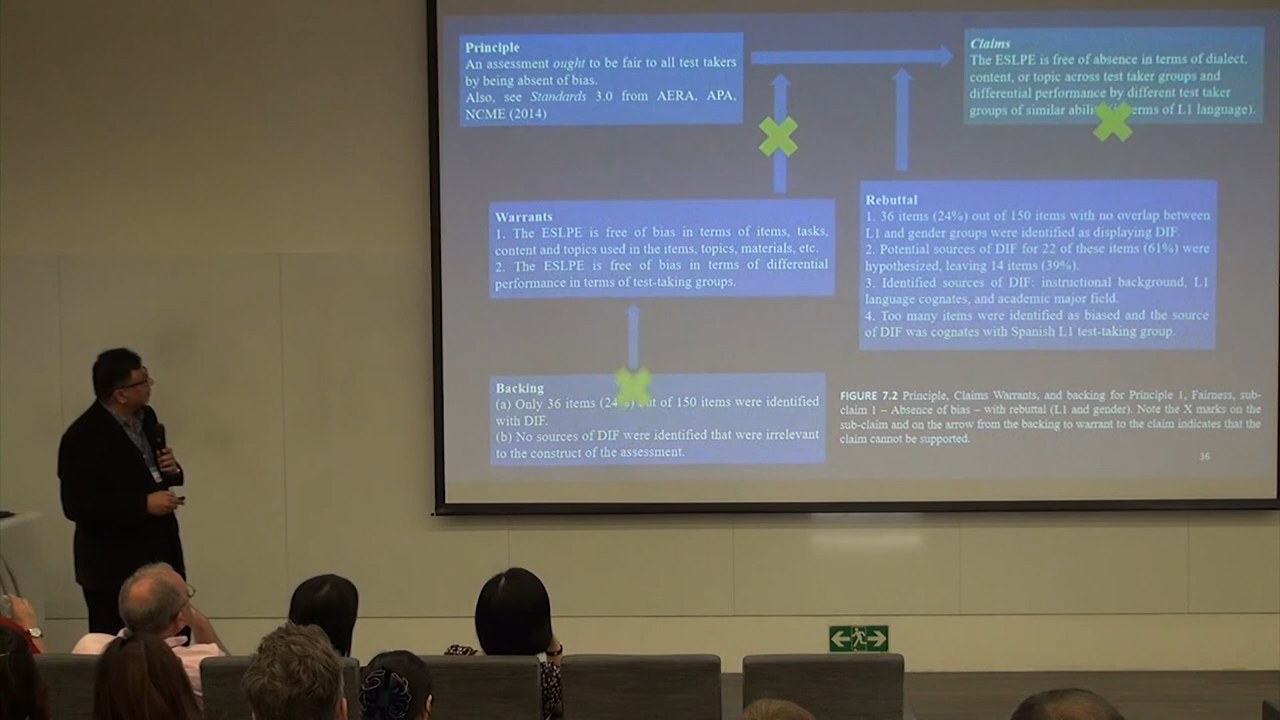 Principle
An assessment ought to be fair to all test takers
by being absent of bias.
Also, see Standards 3.0 from AERA, APA,
NCME (2014)
Claims
The ESLPE is free of absence in terms of dialect,
content, or topic across test taker groups and
differential performance by different test taker
groups of similar terms of L1 language).
Warrants
1. The ESLPE is free of bias in terms of items, tasks,
content and topics used in the items, topics, materials, etc.
2. The ESLPE is free of bias in terms of differential
performance in terms of test-taking groups.
Rebuttal
1. 36 items (24%) out of 150 items with no overlap between
L1 and gender groups were identified as displaying DIF.
2. Potential sources of DIF for 22 of these items (61%) were
hypothesized, leaving 14 items (39%).
3. Identified sources of DIF: instructional background, L1
language cognates, and academic major field.
4. Too many items were identified as biased and the source
of DIF was cognates with Spanish L1 test-taking group.
Backing
(a) Only 36 items out of 150 items were identified
with DIF.
(b) No sources of DIF were identified that were irrelevant
to the construct of the assessment.
FIGURE 7.2 Principle, Claims Warrants, and backing for Principle 1, Fairness, sub-
claim 1 – Absence of bias – with rebuttal (L1 and gender). Note the X marks on the
sub-claim and on the arrow from the backing to warrant to the claim indicates that the
claim cannot be supported.
36